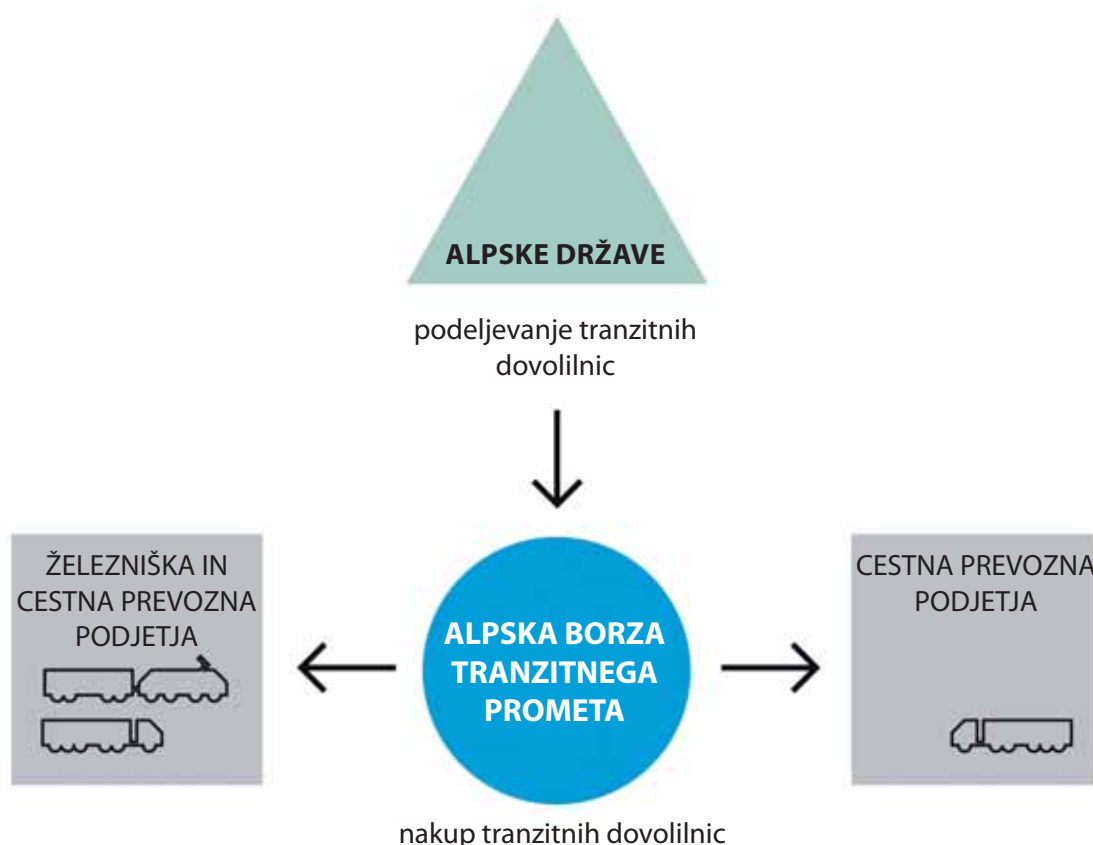 ALPSKE DRŽAVE
podeljevanje tranzitnih
dovolilnic
ŽELEZNIŠKA IN
CESTNA PREVOZNA
PODJETJA
ALPSKA BORZA
TRANZITNEGA
PROMETA
CESTNA PREVOZNA
PODJETJA
nakup tranzitnih dovolilnic